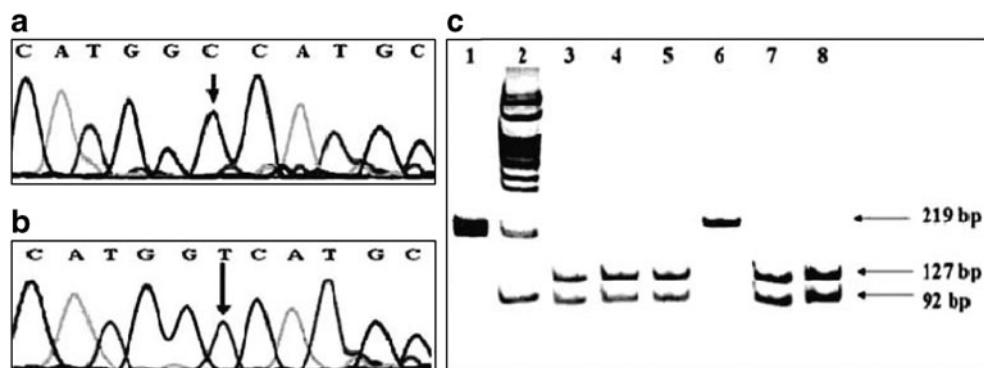 a
C A T G G C C A T G C
b
C A T G G T C A T G C
c
1 2 3 4 5 6 7 8
219 bp
127 bp
92 bp